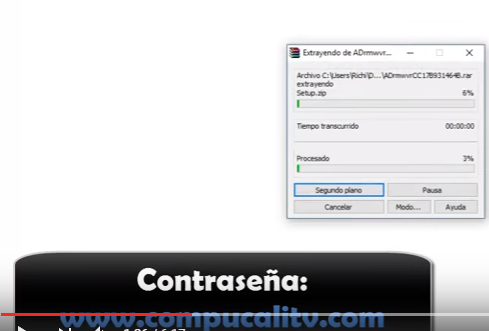 Extrayendo de ADrmwvr...
Archivo C:\Users\Richi\D...\ADrmwvrCC17B931464B.rar
extrayendo
Setup.zip 6%
Tiempo transcurrido 00:00:00
Procesado 3%
Segundo plano Pausa
Cancelar Modo... Ayuda
Contraseña:
www.compucalitv.com